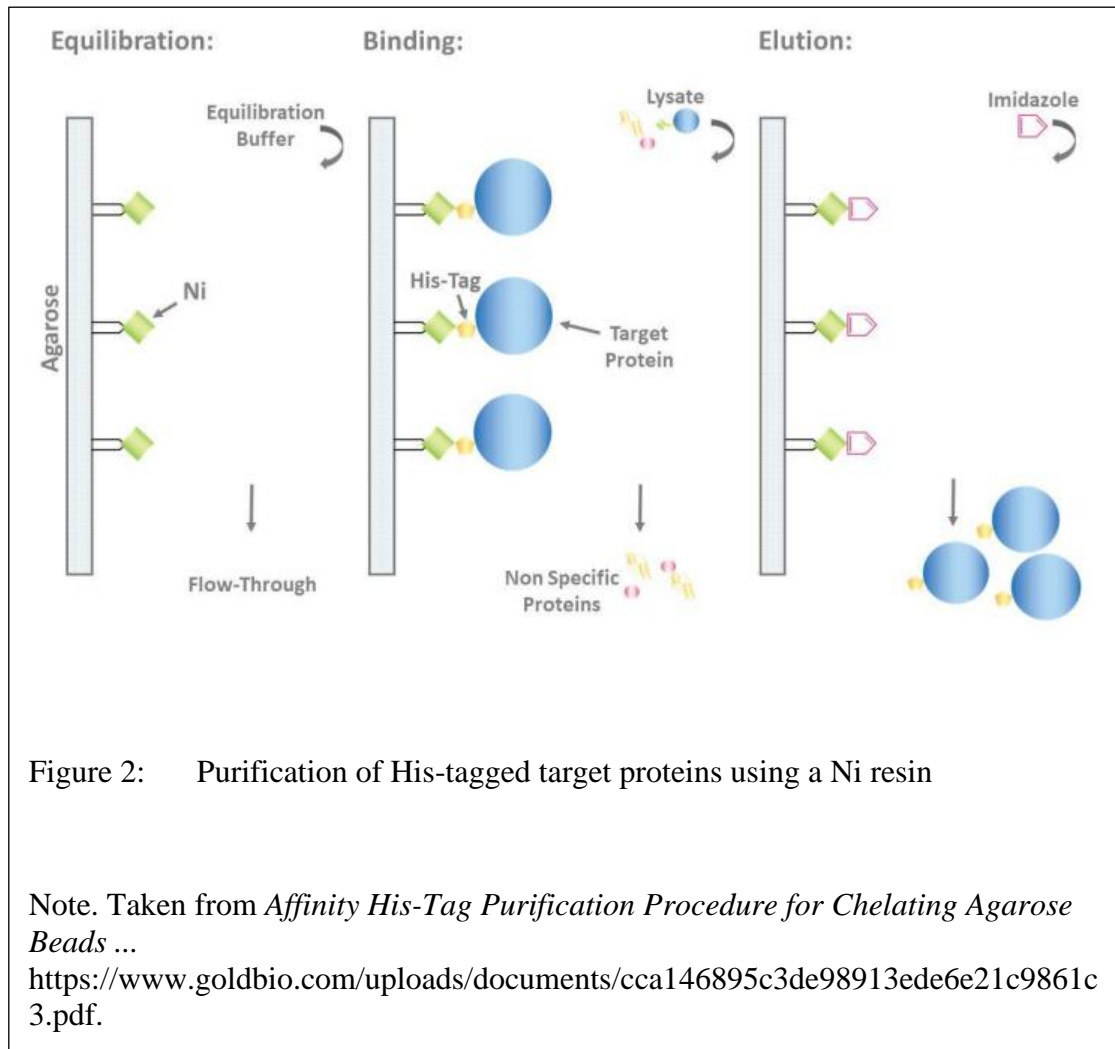 Equilibration:
Binding:
Elution:
Equilibration
Buffer
Agarose
Ni
Flow-Through
Lysate
His-Tag
Target
Protein
Non Specific
Proteins
Imidazole
Figure 2: Purification of His-tagged target proteins using a Ni resin
Note. Taken from Affinity His-Tag Purification Procedure for Chelating Agarose
Beads ...
https://www.goldbio.com/uploads/documents/cca146895c3de98913ede6e21c9861c
3.pdf.